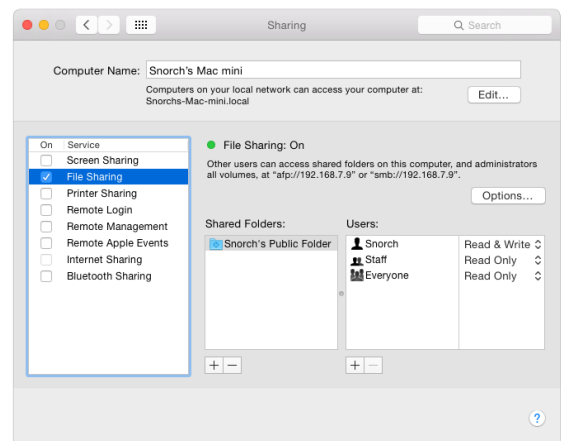 Sharing
Search
Computer Name: Snorch's Mac mini
Computers on your local network can access your computer at:
Snorchs-Mac-mini.local
Edit...
On Service
Screen Sharing
File Sharing
Printer Sharing
Remote Login
Remote Management
Remote Apple Events
Internet Sharing
Bluetooth Sharing
File Sharing: On
Other users can access shared folders on this computer, and administrators
all volumes, at “afp://192.168.7.9” or “smb://192.168.7.9”.
Options...
Shared Folders:
Snorch's Public Folder
Users:
Snorch Read & Write
Staff Read Only
Everyone Read Only
+ −
+ −
?